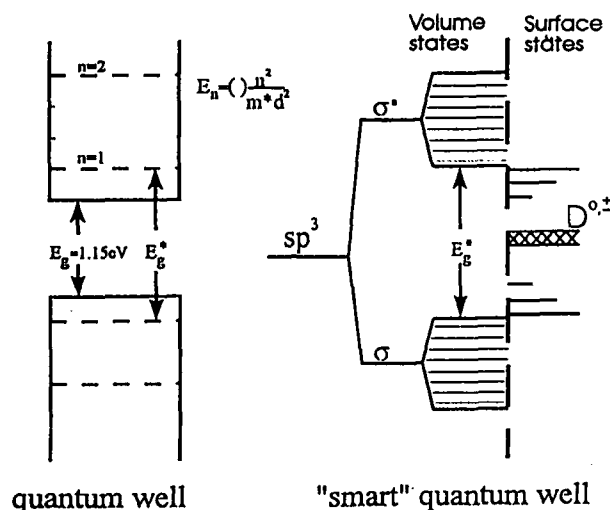 n=2
E_n=( ) n²/m*d²
n=1
E_g=1.15eV
E_g*
quantum well
Volume states
Surface states
σ*
sp³
E_g*
D^o,±
σ
"smart" quantum well